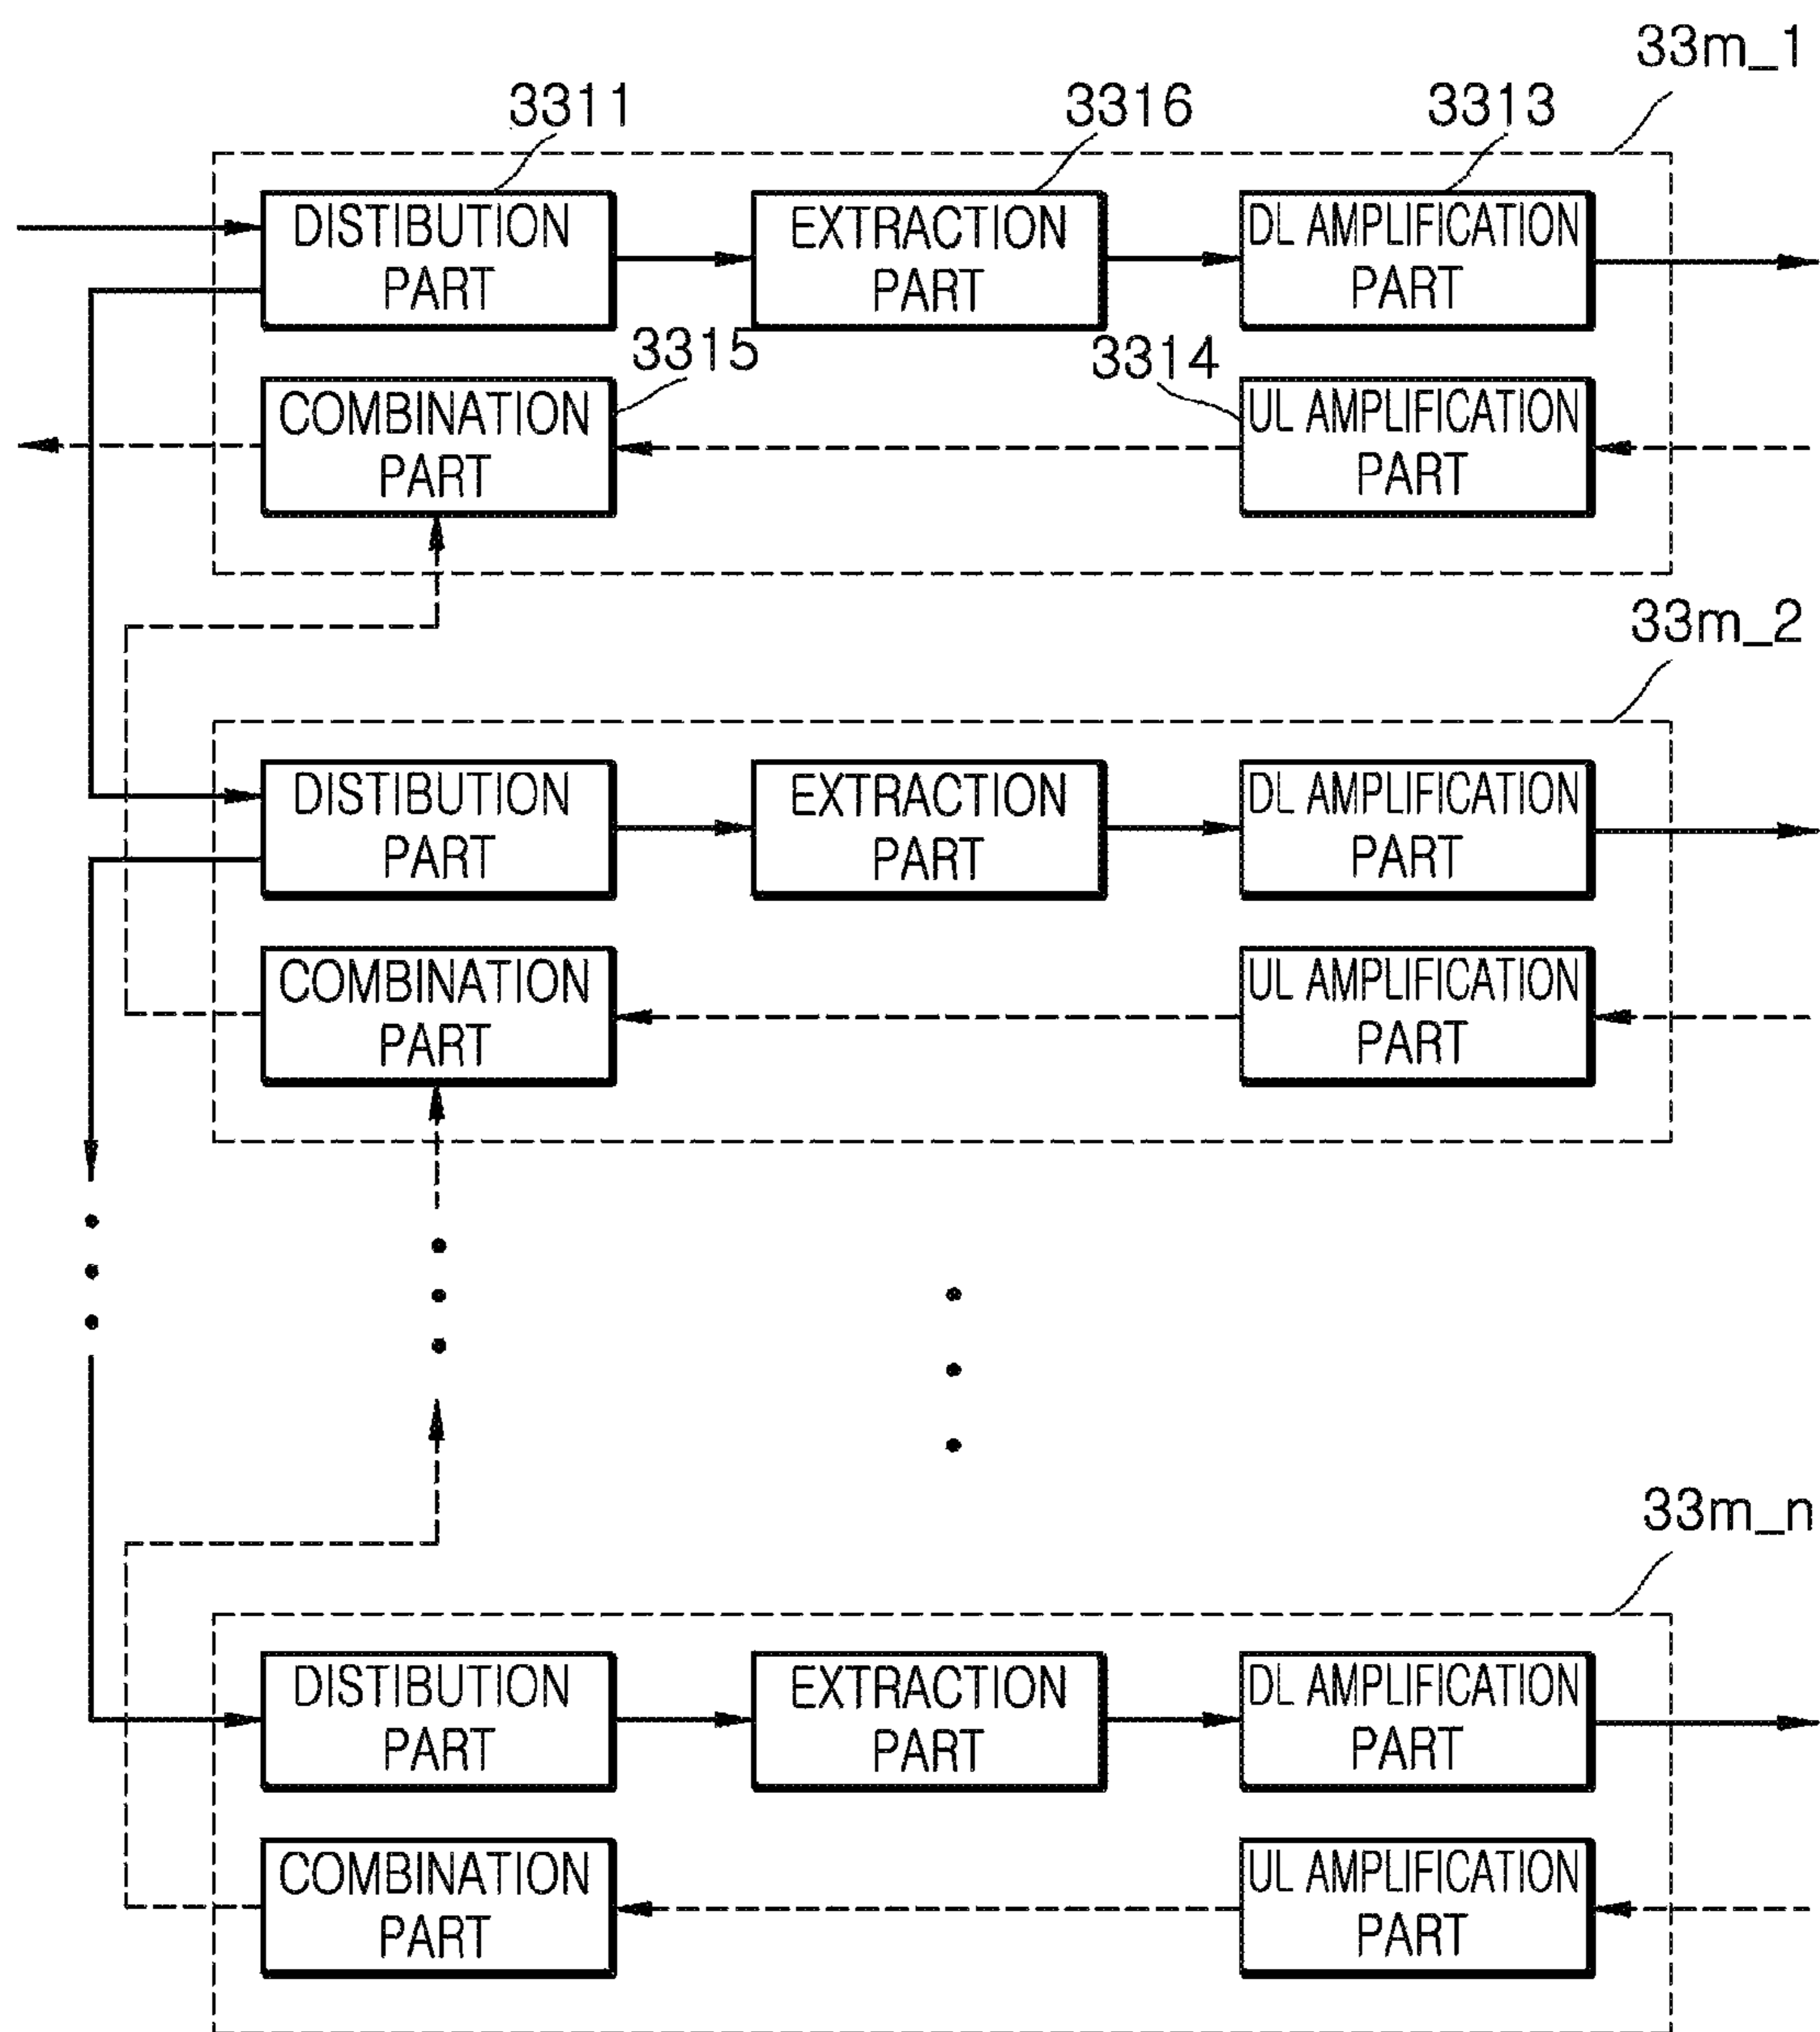 33m_1
3311
3316
3313
DISTIBUTION
PART
EXTRACTION
PART
DL AMPLIFICATION
PART
3315
3314
COMBINATION
PART
UL AMPLIFICATION
PART
33m_2
DISTIBUTION
PART
EXTRACTION
PART
DL AMPLIFICATION
PART
COMBINATION
PART
UL AMPLIFICATION
PART
33m_n
DISTIBUTION
PART
EXTRACTION
PART
DL AMPLIFICATION
PART
COMBINATION
PART
UL AMPLIFICATION
PART